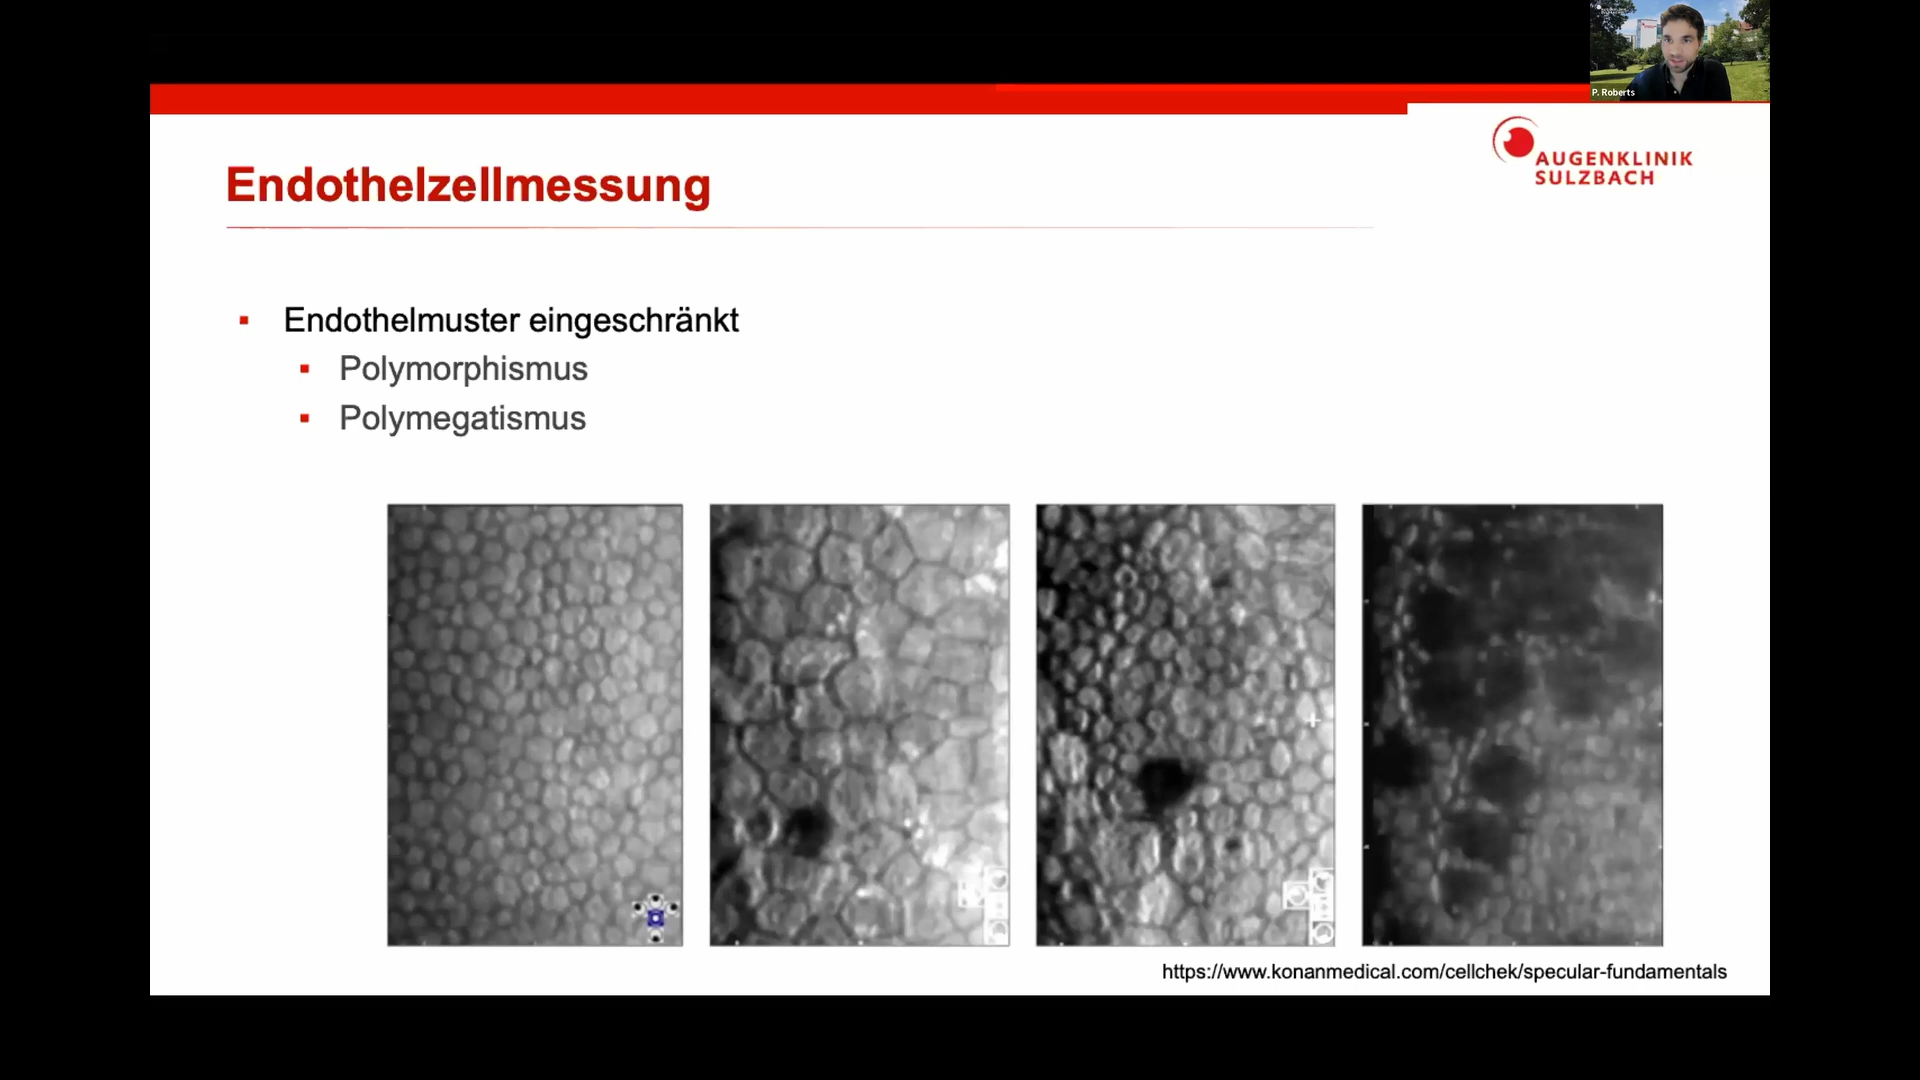 P. Roberts
AUGENKLINIK
SULZBACH
Endothelzellmessung
Endothelmuster eingeschränkt
Polymorphismus
Polymegatismus
https://www.konanmedical.com/cellchek/specular-fundamentals